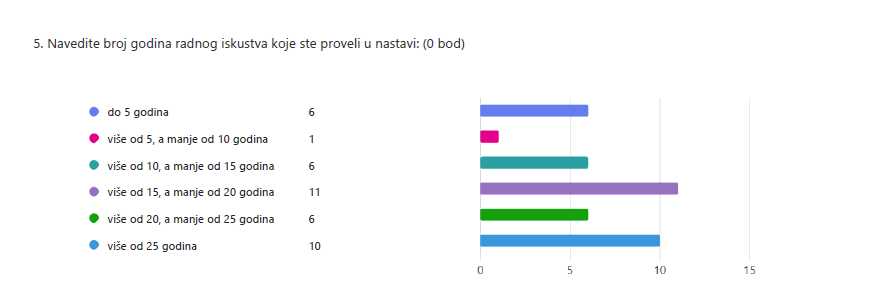 5. Navedite broj godina radnog iskustva koje ste proveli u nastavi: (0 bod)
do 5 godina 6
više od 5, a manje od 10 godina 1
više od 10, a manje od 15 godina 6
više od 15, a manje od 20 godina 11
više od 20, a manje od 25 godina 6
više od 25 godina 10
0 5 10 15